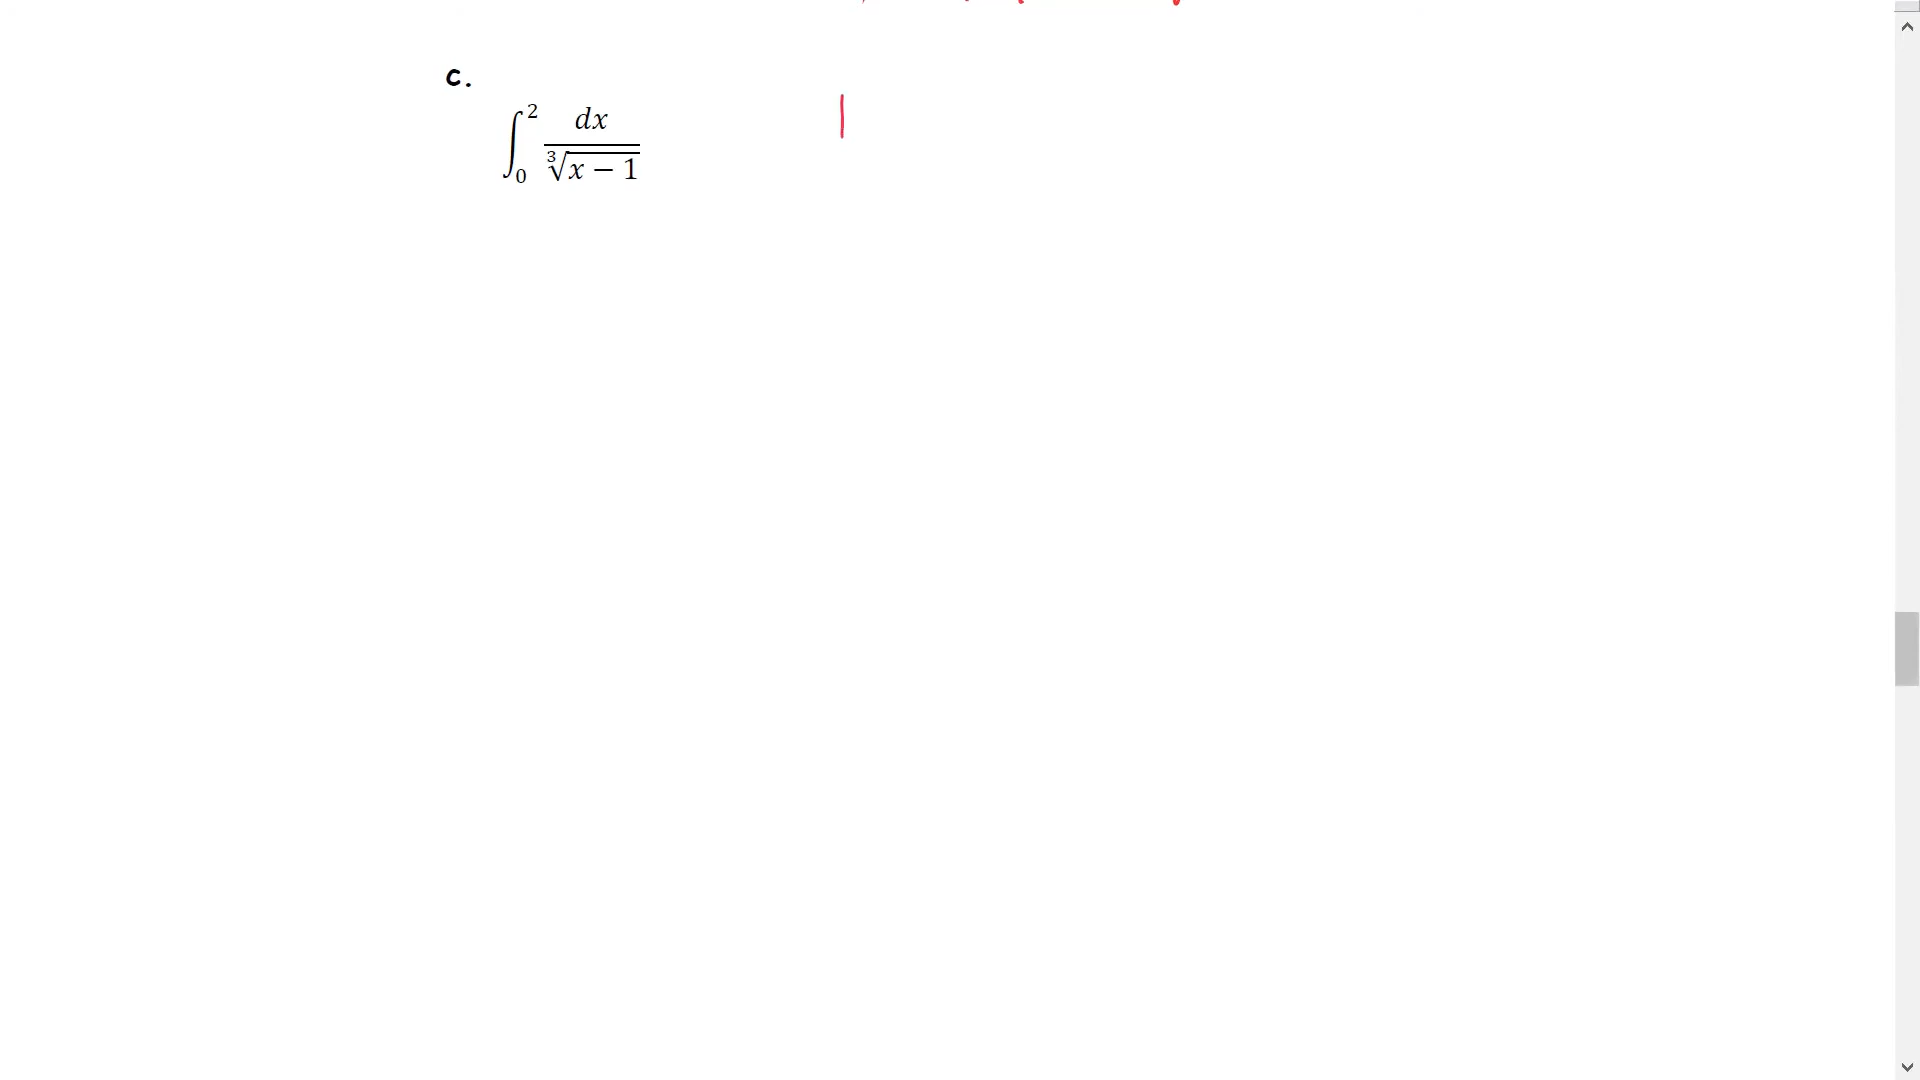 c.
∫₀² dx / ∛(x − 1)